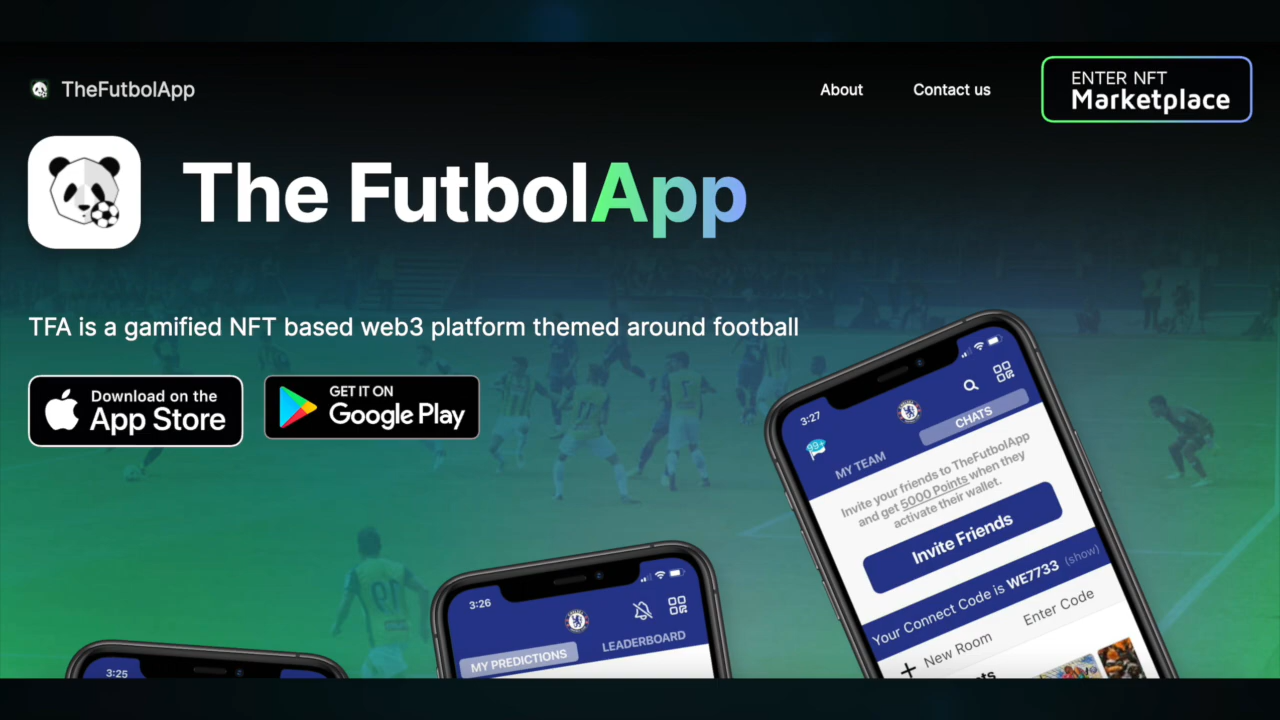 TheFutbolApp
About
Contact us
ENTER NFT
Marketplace
The FutbolApp
TFA is a gamified NFT based web3 platform themed around football
Download on the
App Store
GET IT ON
Google Play
3:27
99+
MY TEAM
CHATS
Invite your friends to TheFutbolApp
and get 5000 Points when they
activate their wallet.
Invite Friends
Your Connect Code is WE7733 (show)
New Room
Enter Code
3:26
MY PREDICTIONS
LEADERBOARD
3:25